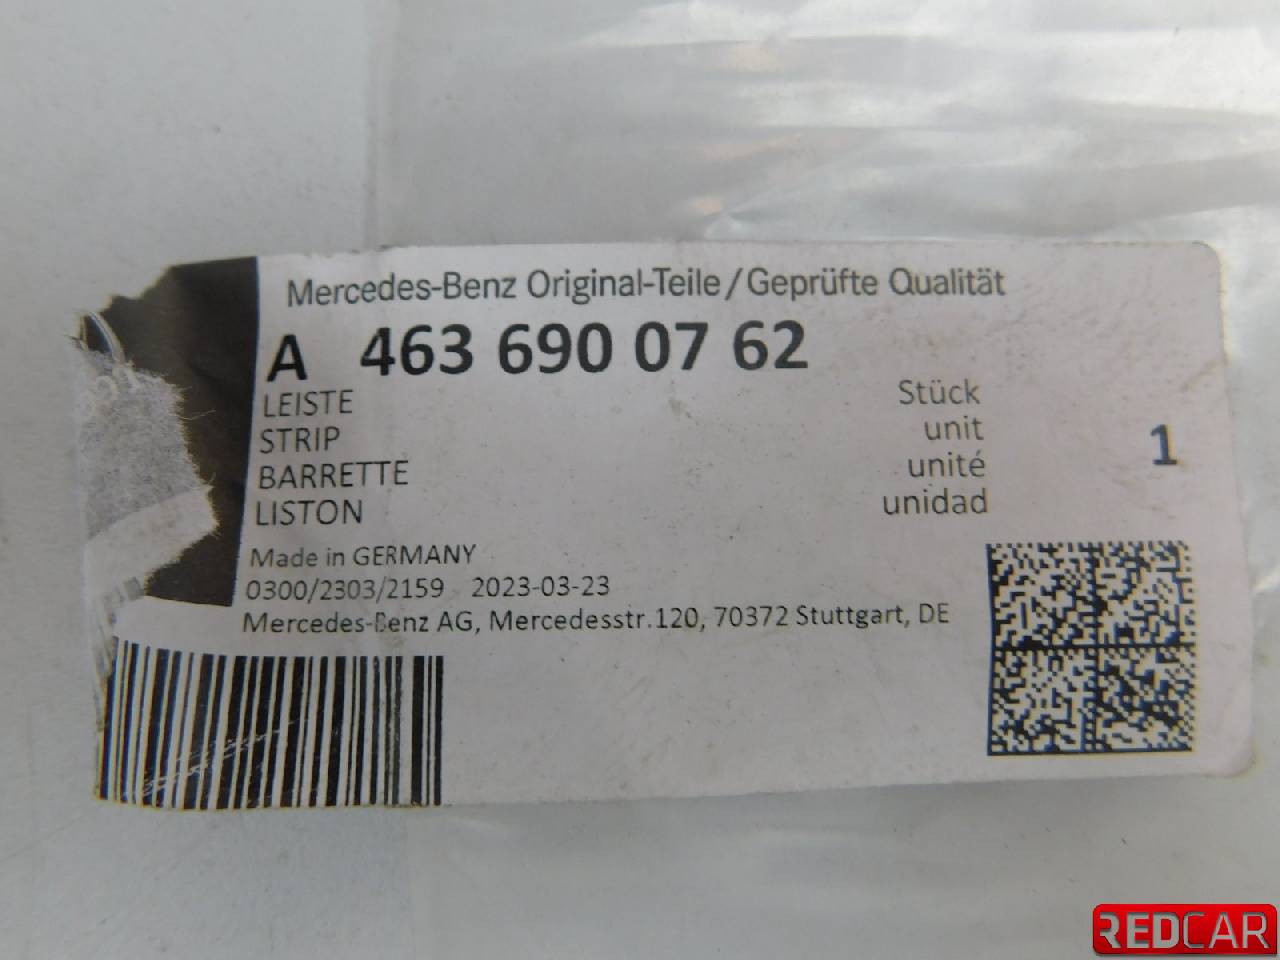 Mercedes-Benz Original-Teile/Geprüfte Qualität
A 463 690 07 62
LEISTE
STRIP
BARRETTE
LISTON
Stück
unit
unité
unidad
1
Made in GERMANY
0300/2303/2159 2023-03-23
Mercedes-Benz AG, Mercedesstr.120, 70372 Stuttgart, DE
REDCAR